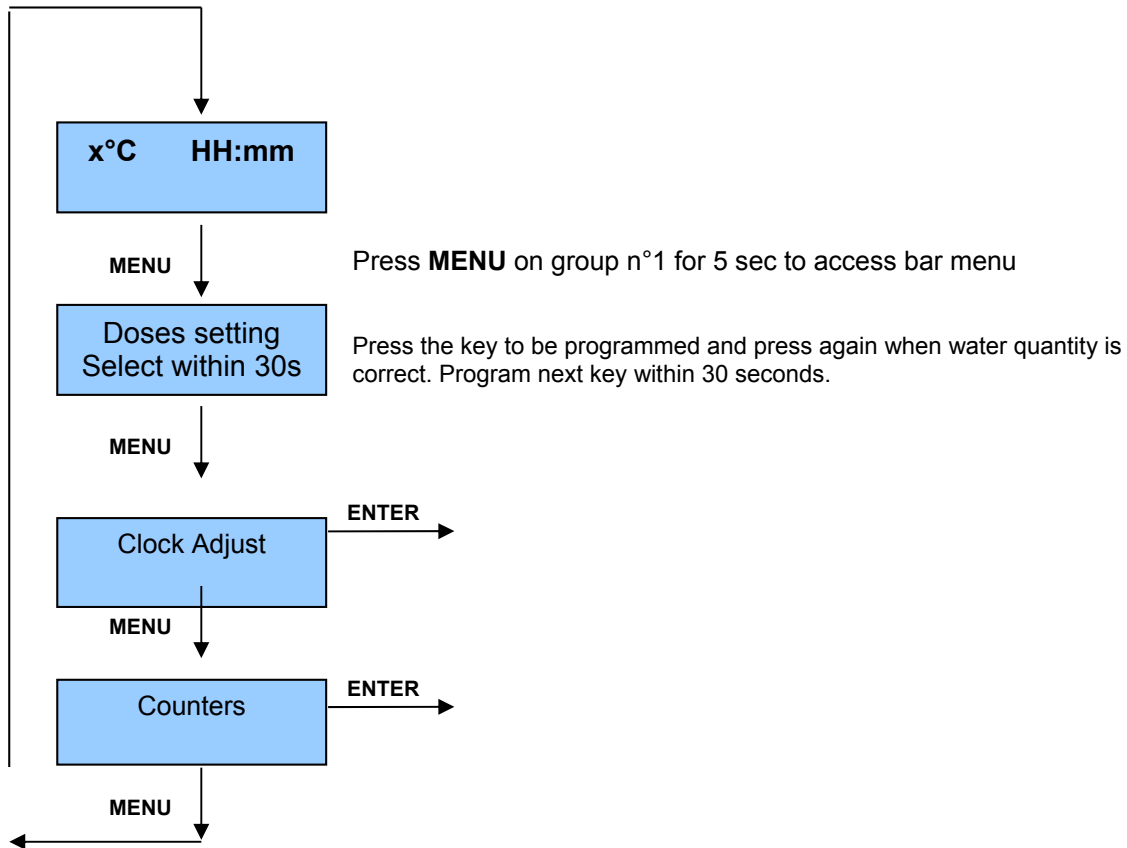 x°C HH:mm
MENU
Press MENU on group n°1 for 5 sec to access bar menu
Doses setting
Select within 30s
Press the key to be programmed and press again when water quantity is
correct. Program next key within 30 seconds.
MENU
ENTER
Clock Adjust
MENU
ENTER
Counters
MENU